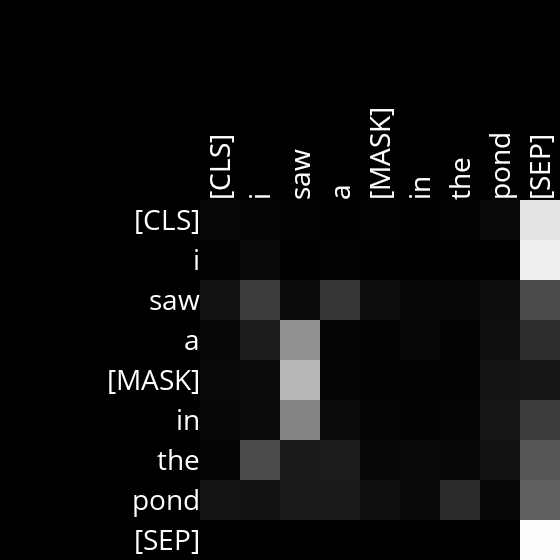 [CLS] i saw a [MASK] in the pond [SEP]
[CLS]
i
saw
a
[MASK]
in
the
pond
[SEP]